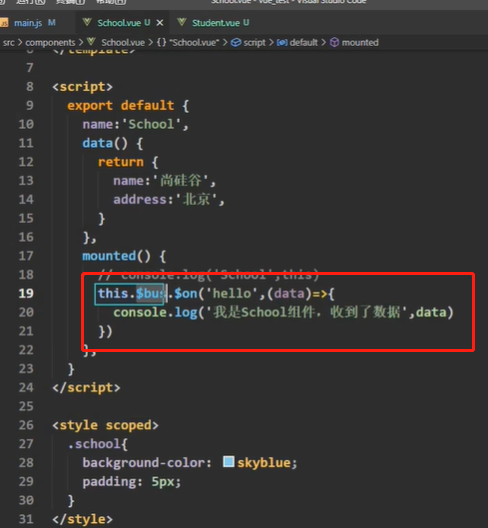 School.vue - vue_test - Visual Studio Code
main.js U School.vue U × Student.vue U
src > components > School.vue > {} "School.vue" > script > default > mounted
6 </template>
7
8 <script>
9 export default {
10 name:'School',
11 data() {
12 return {
13 name:'尚硅谷',
14 address:'北京',
15 }
16 },
17 mounted() {
18 // console.log('School',this)
19 this.$bus.$on('hello',(data)=>{
20 console.log('我是School组件，收到了数据',data)
21 })
22 },
23 }
24 </script>
25
26 <style scoped>
27 .school{
28 background-color: skyblue;
29 padding: 5px;
30 }
31 </style>